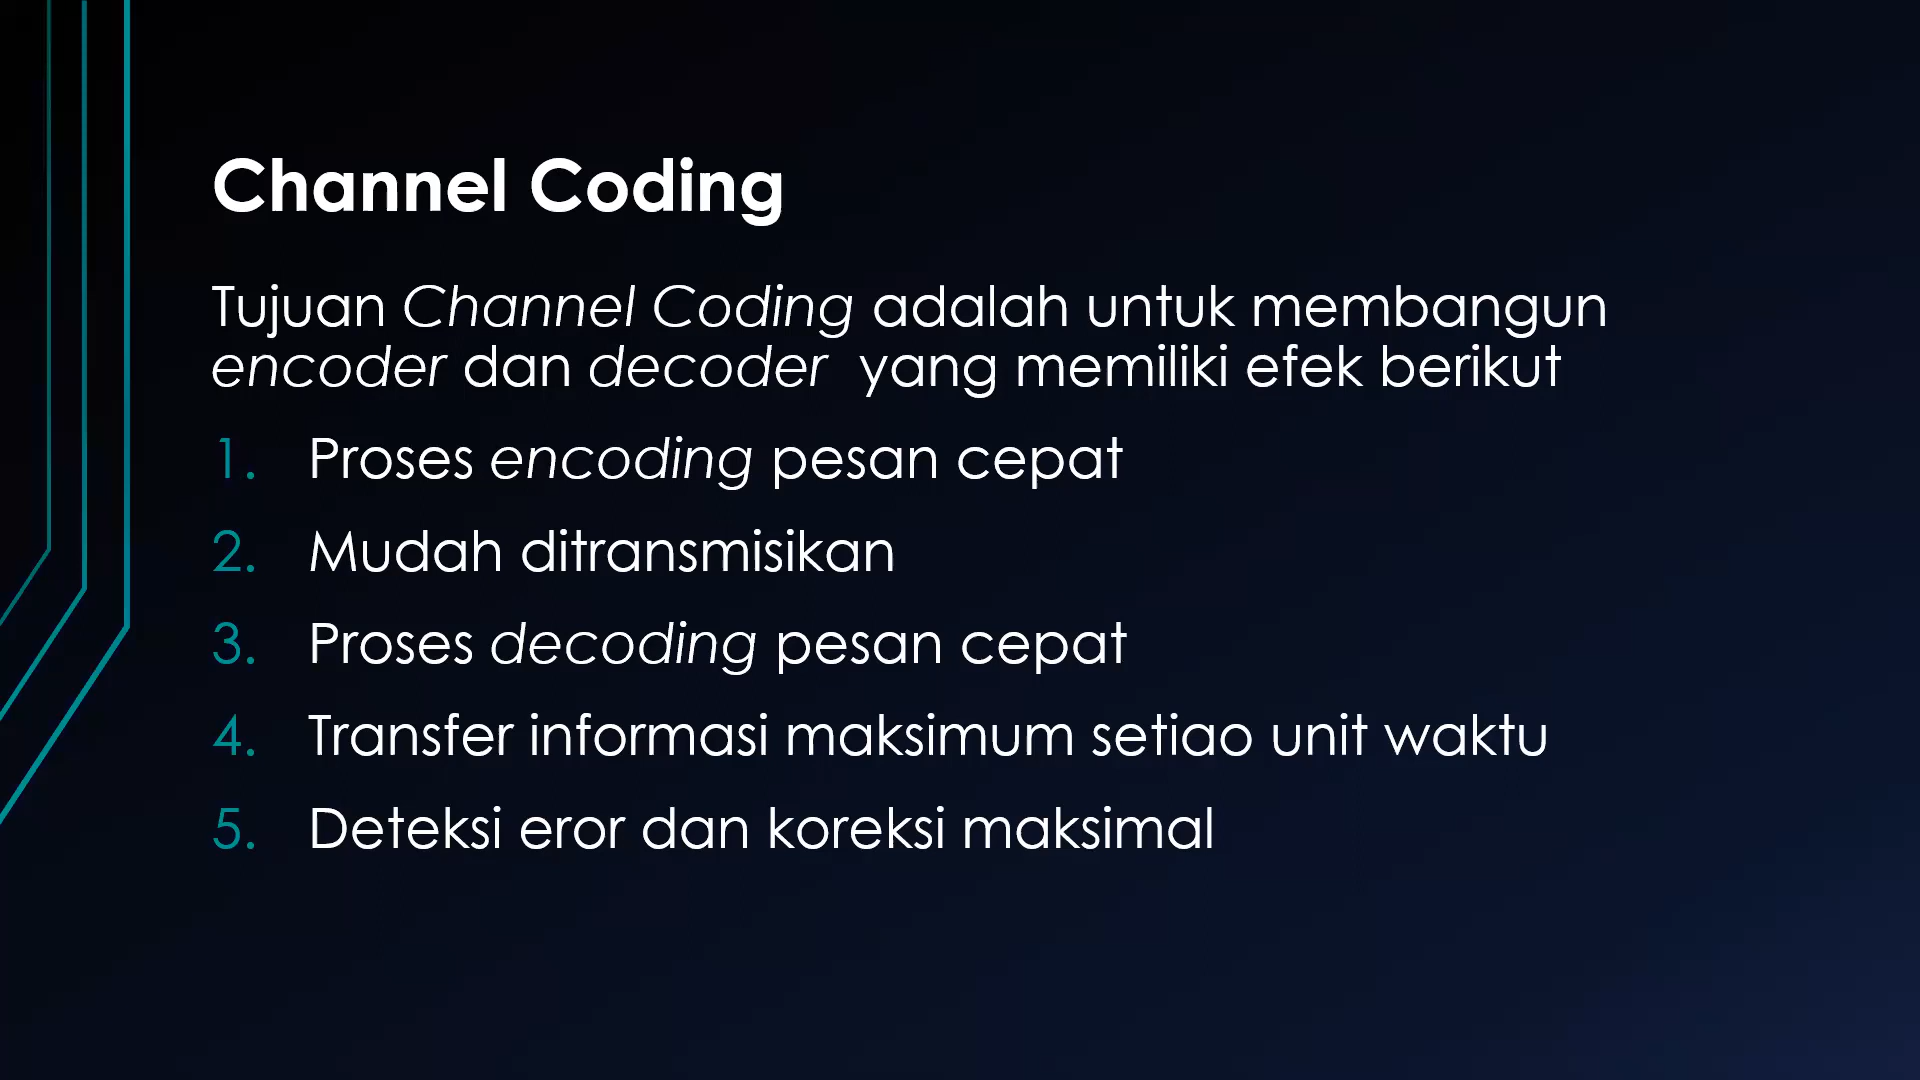 Channel Coding
Tujuan Channel Coding adalah untuk membangun
encoder dan decoder yang memiliki efek berikut
1. Proses encoding pesan cepat
2. Mudah ditransmisikan
3. Proses decoding pesan cepat
4. Transfer informasi maksimum setiao unit waktu
5. Deteksi eror dan koreksi maksimal